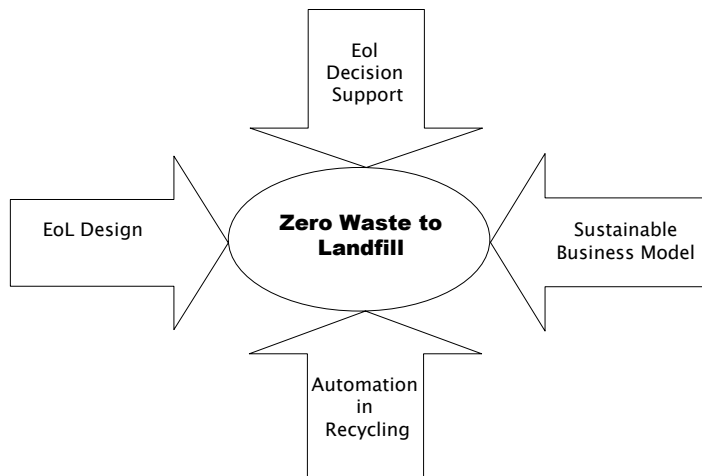 Eol
Decision
Support
EoL Design
Zero Waste to
Landfill
Sustainable
Business Model
Automation
in
Recycling